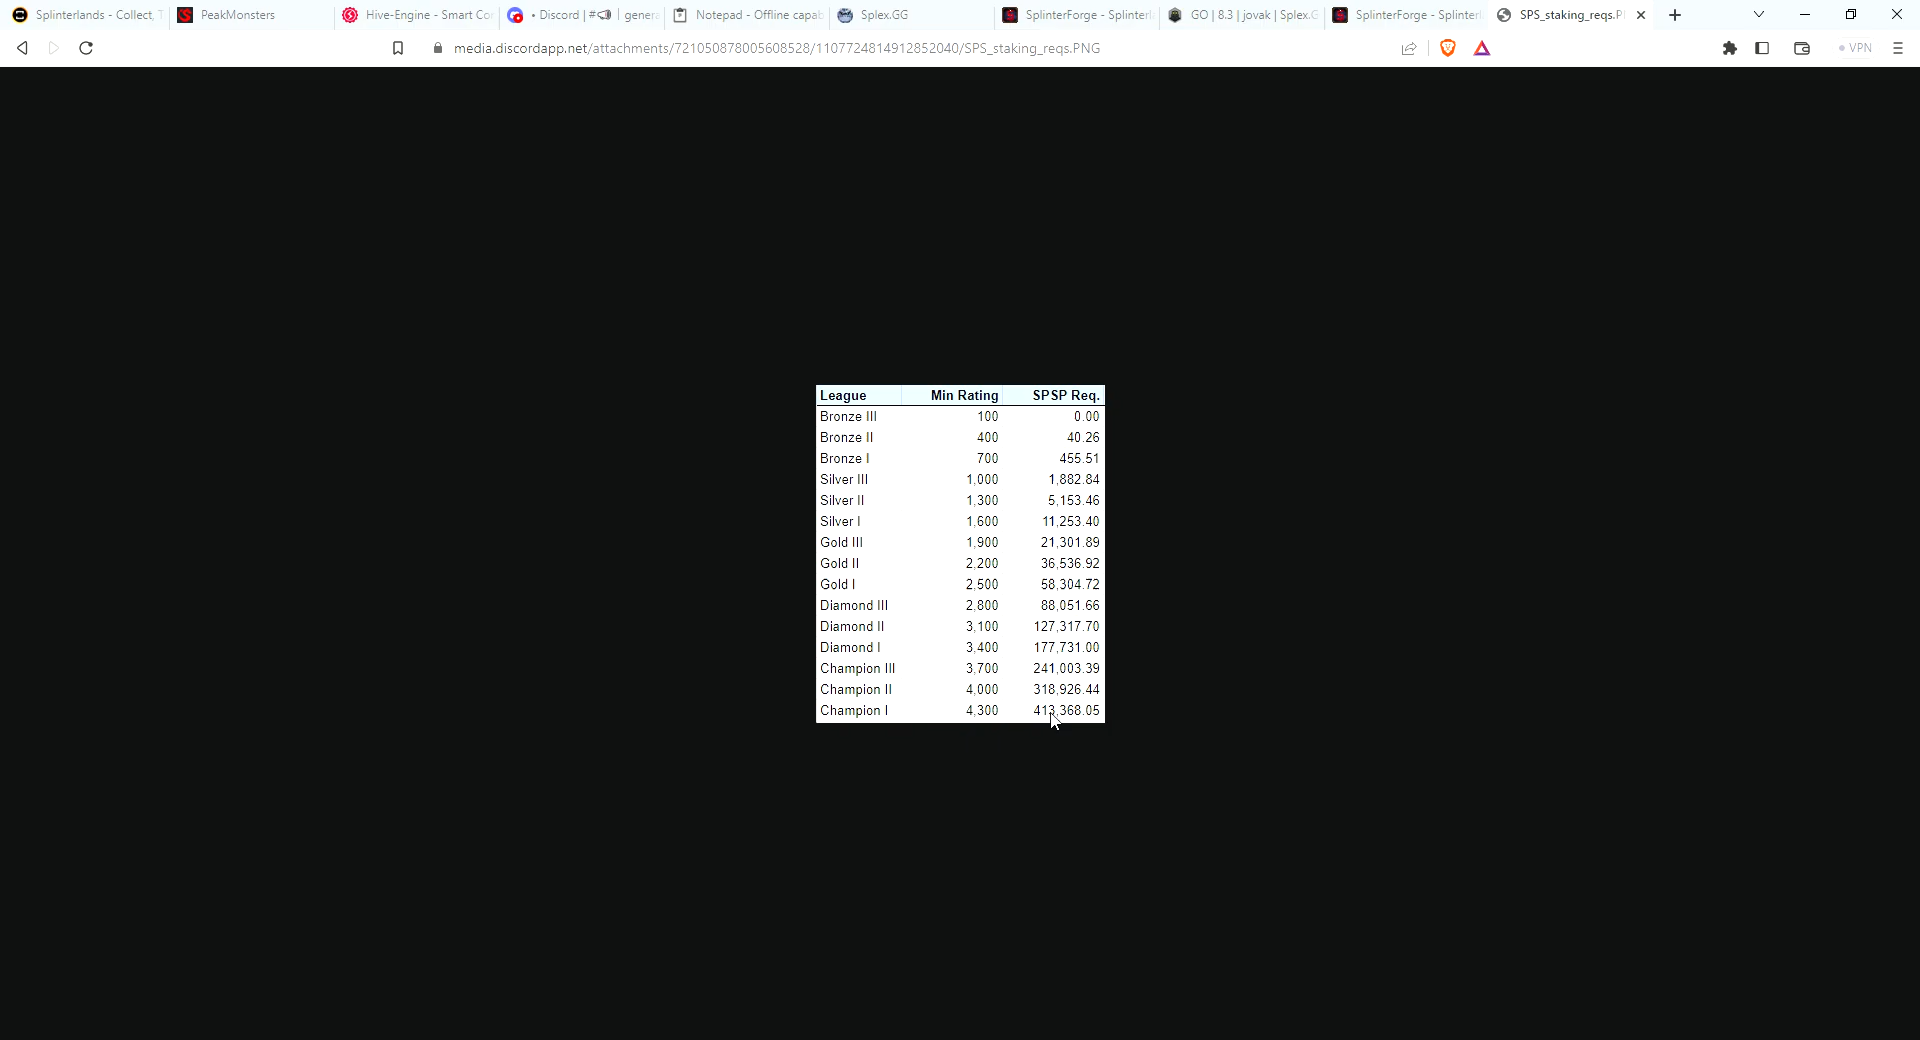 Splinterlands - Collect, T
PeakMonsters
Hive-Engine - Smart Co
• Discord | # | genera
Notepad - Offline capab
Splex.GG
SplinterForge - Splinterl
GO | 8.3 | jovak | Splex.G
SplinterForge - Splinterl
SPS_staking_reqs.P
media.discordapp.net/attachments/721050878005608528/1107724814912852040/SPS_staking_reqs.PNG
VPN
League Min Rating SPSP Req.
Bronze III 100 0.00
Bronze II 400 40.26
Bronze I 700 455.51
Silver III 1,000 1,882.84
Silver II 1,300 5,153.46
Silver I 1,600 11,253.40
Gold III 1,900 21,301.89
Gold II 2,200 36,536.92
Gold I 2,500 58,304.72
Diamond III 2,800 88,051.66
Diamond II 3,100 127,317.70
Diamond I 3,400 177,731.00
Champion III 3,700 241,003.39
Champion II 4,000 318,926.44
Champion I 4,300 413,368.05